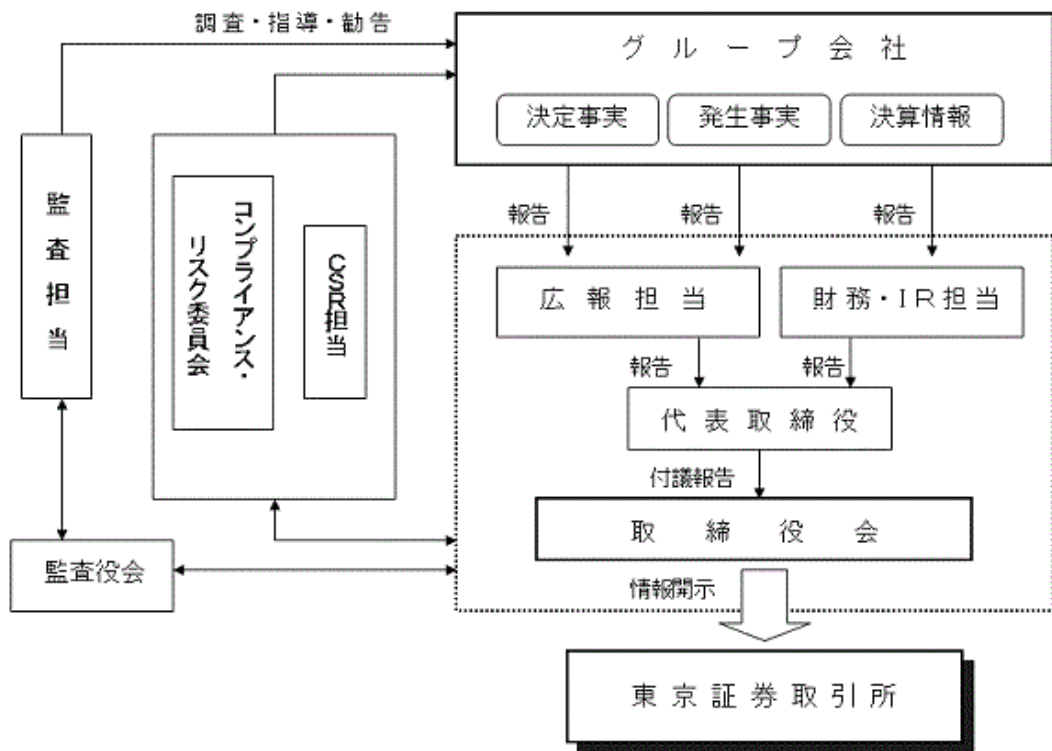 調査・指導・勧告
グループ会社
決定事実
発生事実
決算情報
監査担当
コンプライアンス・
リスク委員会
CSR担当
報告
報告
報告
広報担当
財務・IR担当
報告
報告
代表取締役
付議報告
取締役会
監査役会
情報開示
東京証券取引所